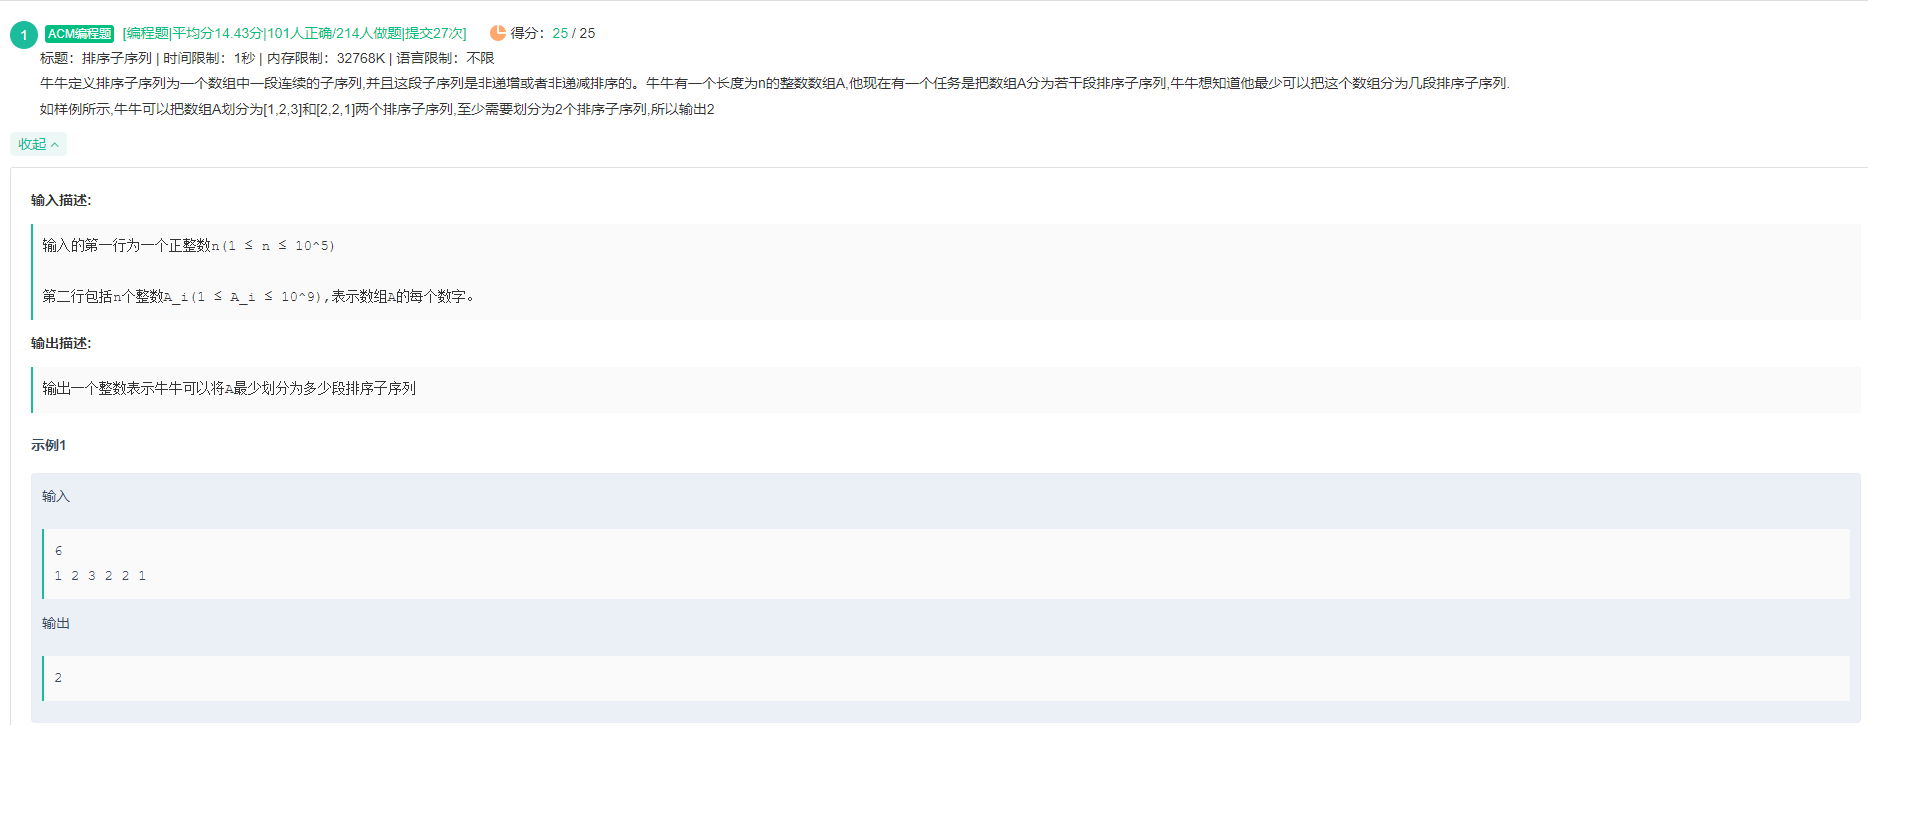 1 ACM编程题 [编程题|平均分14.43分|101人正确/214人做题|提交27次] 得分：25 / 25
标题：排序子序列 | 时间限制：1秒 | 内存限制：32768K | 语言限制：不限
牛牛定义排序子序列为一个数组中一段连续的子序列,并且这段子序列是非递增或者非递减排序的。牛牛有一个长度为n的整数数组A,他现在有一个任务是把数组A分为若干段排序子序列,牛牛想知道他最少可以把这个数组分为几段排序子序列.
如样例所示,牛牛可以把数组A划分为[1,2,3]和[2,2,1]两个排序子序列,至少需要划分为2个排序子序列,所以输出2
收起
输入描述:
输入的第一行为一个正整数n(1 ≤ n ≤ 10^5)
第二行包括n个整数A_i(1 ≤ A_i ≤ 10^9),表示数组A的每个数字。
输出描述:
输出一个整数表示牛牛可以将A最少划分为多少段排序子序列
示例1
输入
6
1 2 3 2 2 1
输出
2